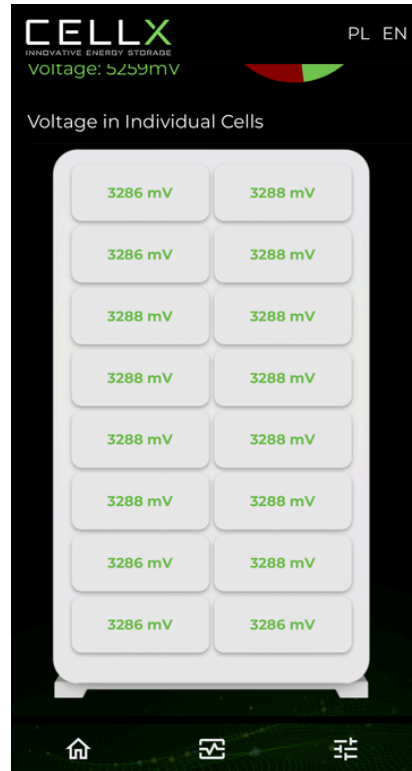 CELLX
PL EN
INNOVATIVE ENERGY STORAGE
Voltage: 5259mV
Voltage in Individual Cells
3286 mV 3288 mV
3286 mV 3288 mV
3288 mV 3288 mV
3288 mV 3288 mV
3288 mV 3288 mV
3288 mV 3288 mV
3286 mV 3288 mV
3286 mV 3286 mV